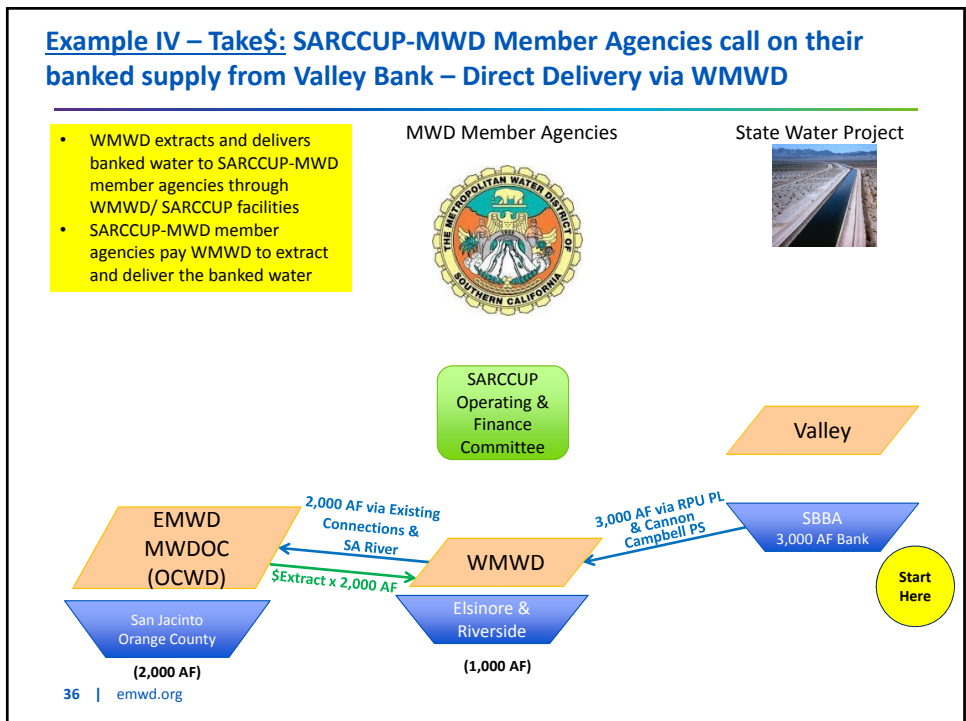 Example IV – Take$: SARCCUP-MWD Member Agencies call on their
banked supply from Valley Bank – Direct Delivery via WMWD
• WMWD extracts and delivers
banked water to SARCCUP-MWD
member agencies through
WMWD/ SARCCUP facilities
• SARCCUP-MWD member
agencies pay WMWD to extract
and deliver the banked water
MWD Member Agencies
THE METROPOLITAN WATER DISTRICT OF
SOUTHERN CALIFORNIA
State Water Project
SARCCUP
Operating &
Finance
Committee
Valley
2,000 AF via Existing
Connections &
SA River
3,000 AF via RPU PL
& Cannon
Campbell PS
SBBA
3,000 AF Bank
EMWD
MWDOC
(OCWD)
WMWD
$Extract x 2,000 AF
Start
Here
San Jacinto
Orange County
Elsinore &
Riverside
(2,000 AF)
(1,000 AF)
36 | emwd.org